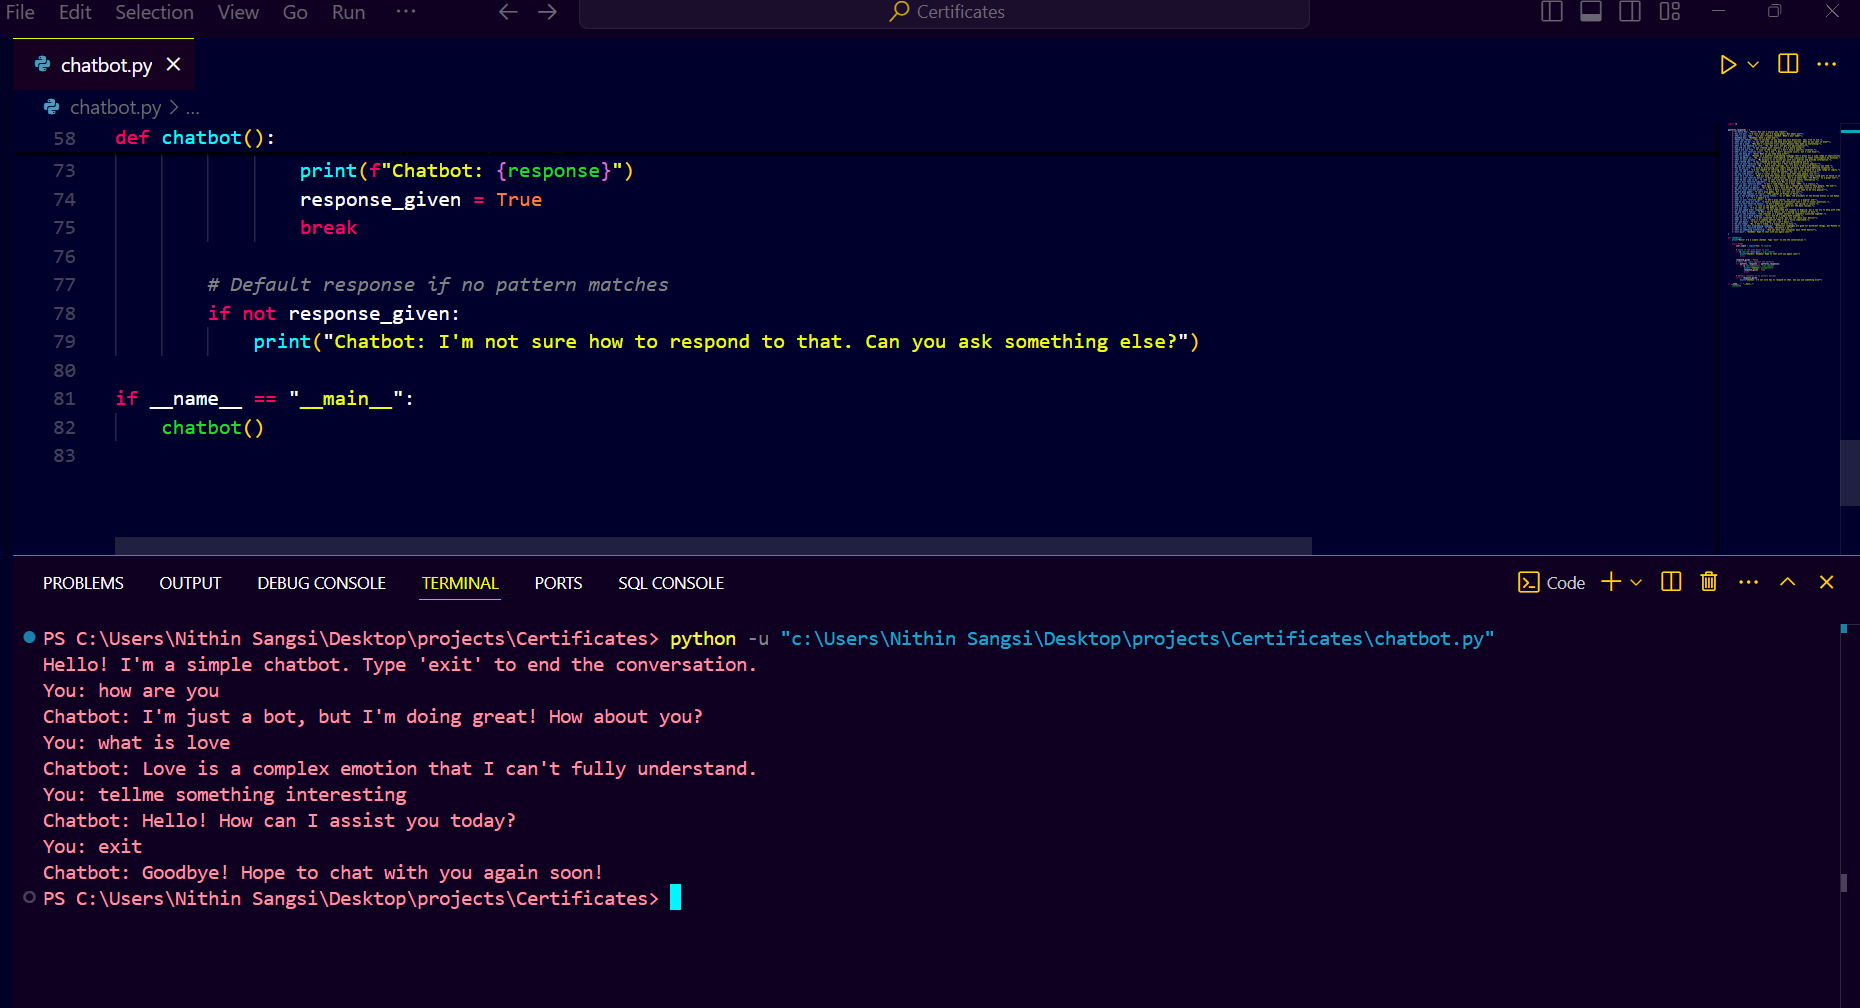 File Edit Selection View Go Run ··· Certificates
chatbot.py
chatbot.py > ...
58 def chatbot():
73 print(f"Chatbot: {response}")
74 response_given = True
75 break
76
77 # Default response if no pattern matches
78 if not response_given:
79 print("Chatbot: I'm not sure how to respond to that. Can you ask something else?")
80
81 if __name__ == "__main__":
82 chatbot()
83
PROBLEMS OUTPUT DEBUG CONSOLE TERMINAL PORTS SQL CONSOLE Code
PS C:\Users\Nithin Sangsi\Desktop\projects\Certificates> python -u "c:\Users\Nithin Sangsi\Desktop\projects\Certificates\chatbot.py"
Hello! I'm a simple chatbot. Type 'exit' to end the conversation.
You: how are you
Chatbot: I'm just a bot, but I'm doing great! How about you?
You: what is love
Chatbot: Love is a complex emotion that I can't fully understand.
You: tellme something interesting
Chatbot: Hello! How can I assist you today?
You: exit
Chatbot: Goodbye! Hope to chat with you again soon!
PS C:\Users\Nithin Sangsi\Desktop\projects\Certificates>